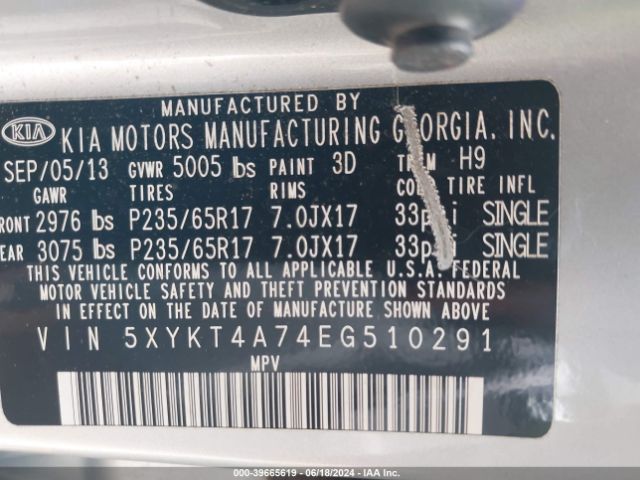 MANUFACTURED BY
KIA KIA MOTORS MANUFACTURING GEORGIA, INC.
SEP/05/13 GVWR 5005 lbs PAINT 3D TRIM H9
GAWR TIRES RIMS COLD TIRE INFL
FRONT 2976 lbs P235/65R17 7.0JX17 33psi SINGLE
REAR 3075 lbs P235/65R17 7.0JX17 33psi SINGLE
THIS VEHICLE CONFORMS TO ALL APPLICABLE U.S.A. FEDERAL
MOTOR VEHICLE SAFETY AND THEFT PREVENTION STANDARDS
IN EFFECT ON THE DATE OF MANUFACTURE SHOWN ABOVE
VIN 5XYKT4A74EG510291
MPV
000-39665619 - 06/18/2024 - IAA Inc.